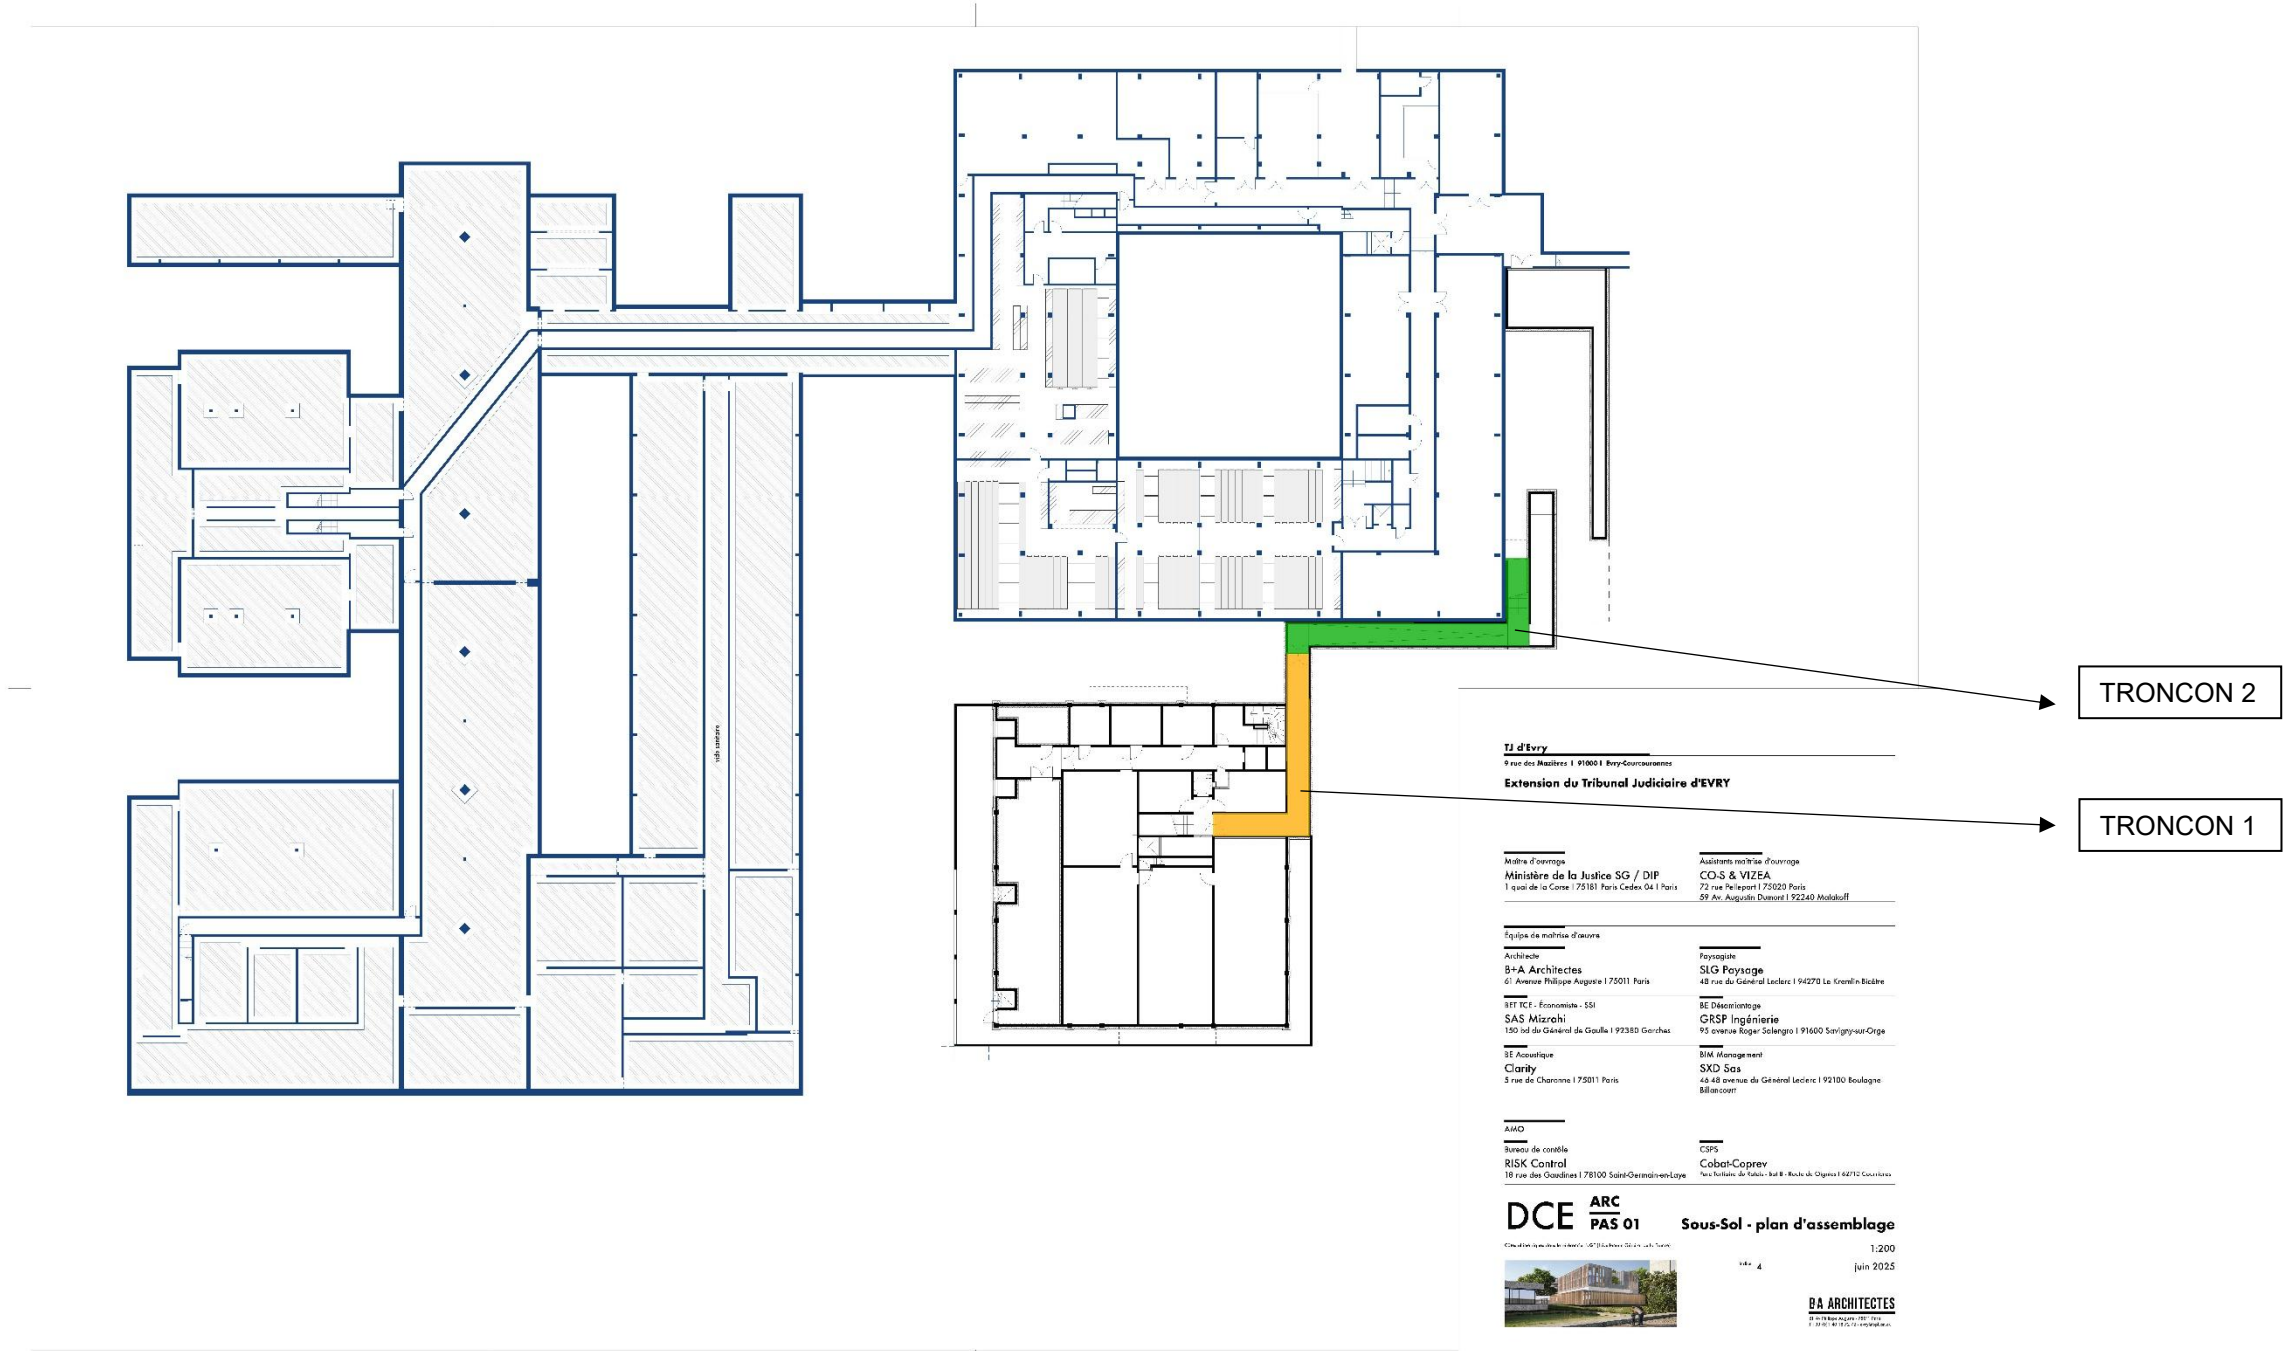 TRONCON 2
TRONCON 1
vide sanitaire
TJ d'Evry
9 rue des Mazières I 91000 I Evry-Courcouronnes
Extension du Tribunal Judiciaire d'EVRY
Maître d'ouvrage
Ministère de la Justice SG / DIP
1 quai de la Corse I 75181 Paris Cedex 04 I Paris
Assistants maîtrise d'ouvrage
CO-S & VIZEA
72 rue Pelleport I 75020 Paris
59 Av. Augustin Dumont I 92240 Malakoff
Équipe de maîtrise d'œuvre
Architecte
B+A Architectes
61 Avenue Philippe Auguste I 75011 Paris
Paysagiste
SLG Paysage
48 rue du Général Leclerc I 94270 Le Kremlin-Bicêtre
BET TCE - Économiste - SSI
SAS Mizrahi
150 bd du Général de Gaulle I 92380 Garches
BE Désamiantage
GRSP Ingénierie
95 avenue Roger Salengro I 91600 Savigny-sur-Orge
BE Acoustique
Clarity
5 rue de Charonne I 75011 Paris
BIM Management
SXD Sas
46-48 avenue du Général Leclerc I 92100 Boulogne
Billancourt
AMO
Bureau de contôle
RISK Control
18 rue des Gaudines I 78100 Saint-Germain-en-Laye
CSPS
Cobat-Coprev
DCE
ARC
PAS 01
Sous-Sol - plan d'assemblage
1:200
4
juin 2025
B+A ARCHITECTES